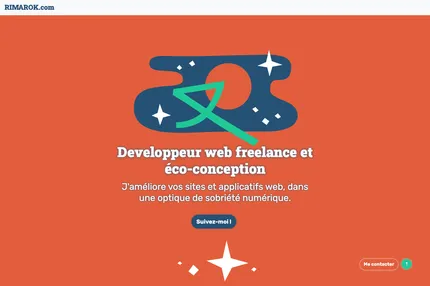 RIMAROK.com
Developpeur web freelance et
éco-conception
J'améliore vos sites et applicatifs web, dans
une optique de sobriété numérique.
Suivez-moi !
Me contacter